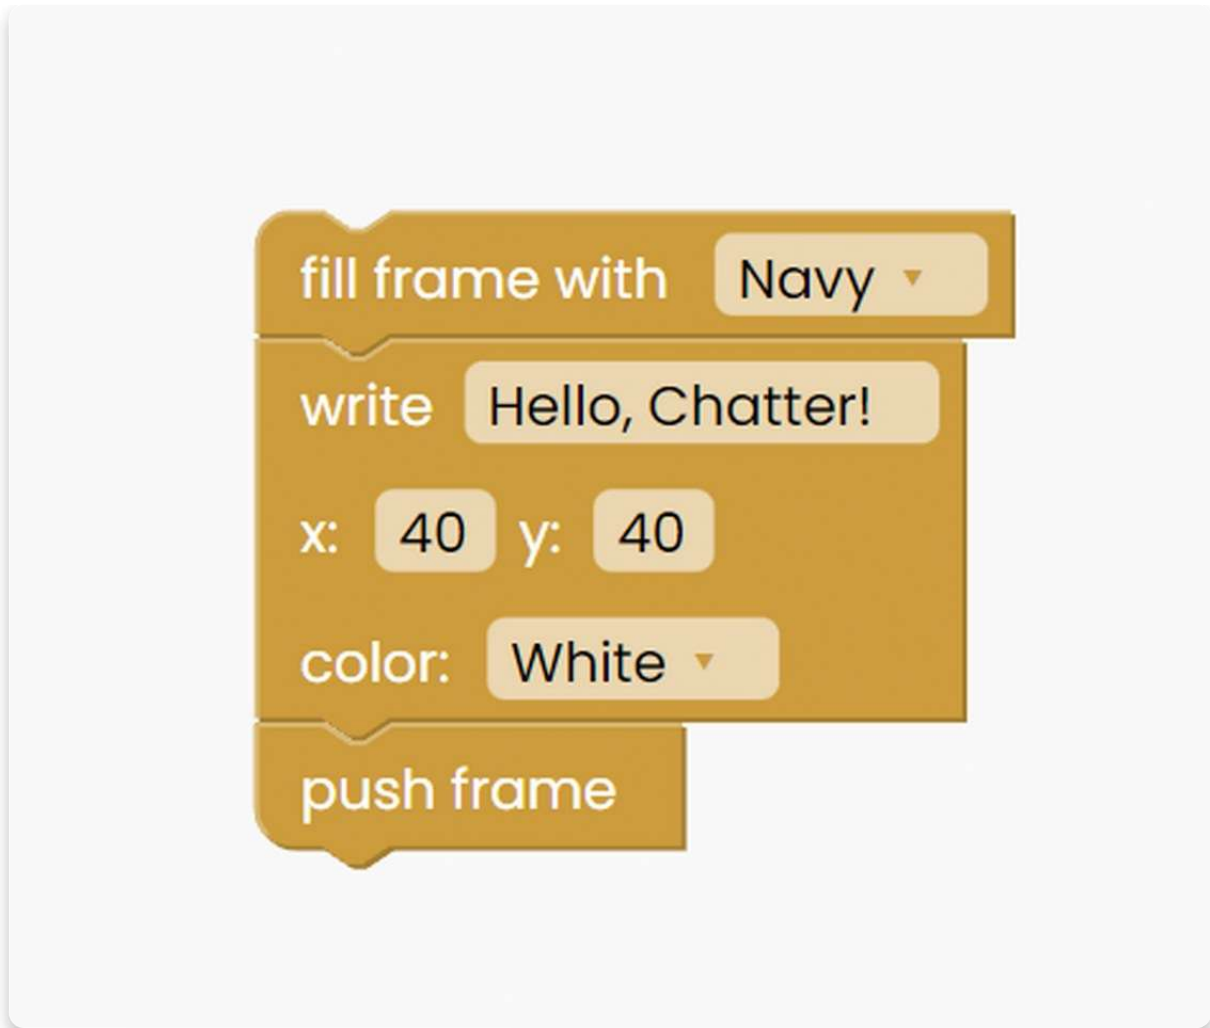 fill frame with Navy
write Hello, Chatter!
x: 40 y: 40
color: White
push frame